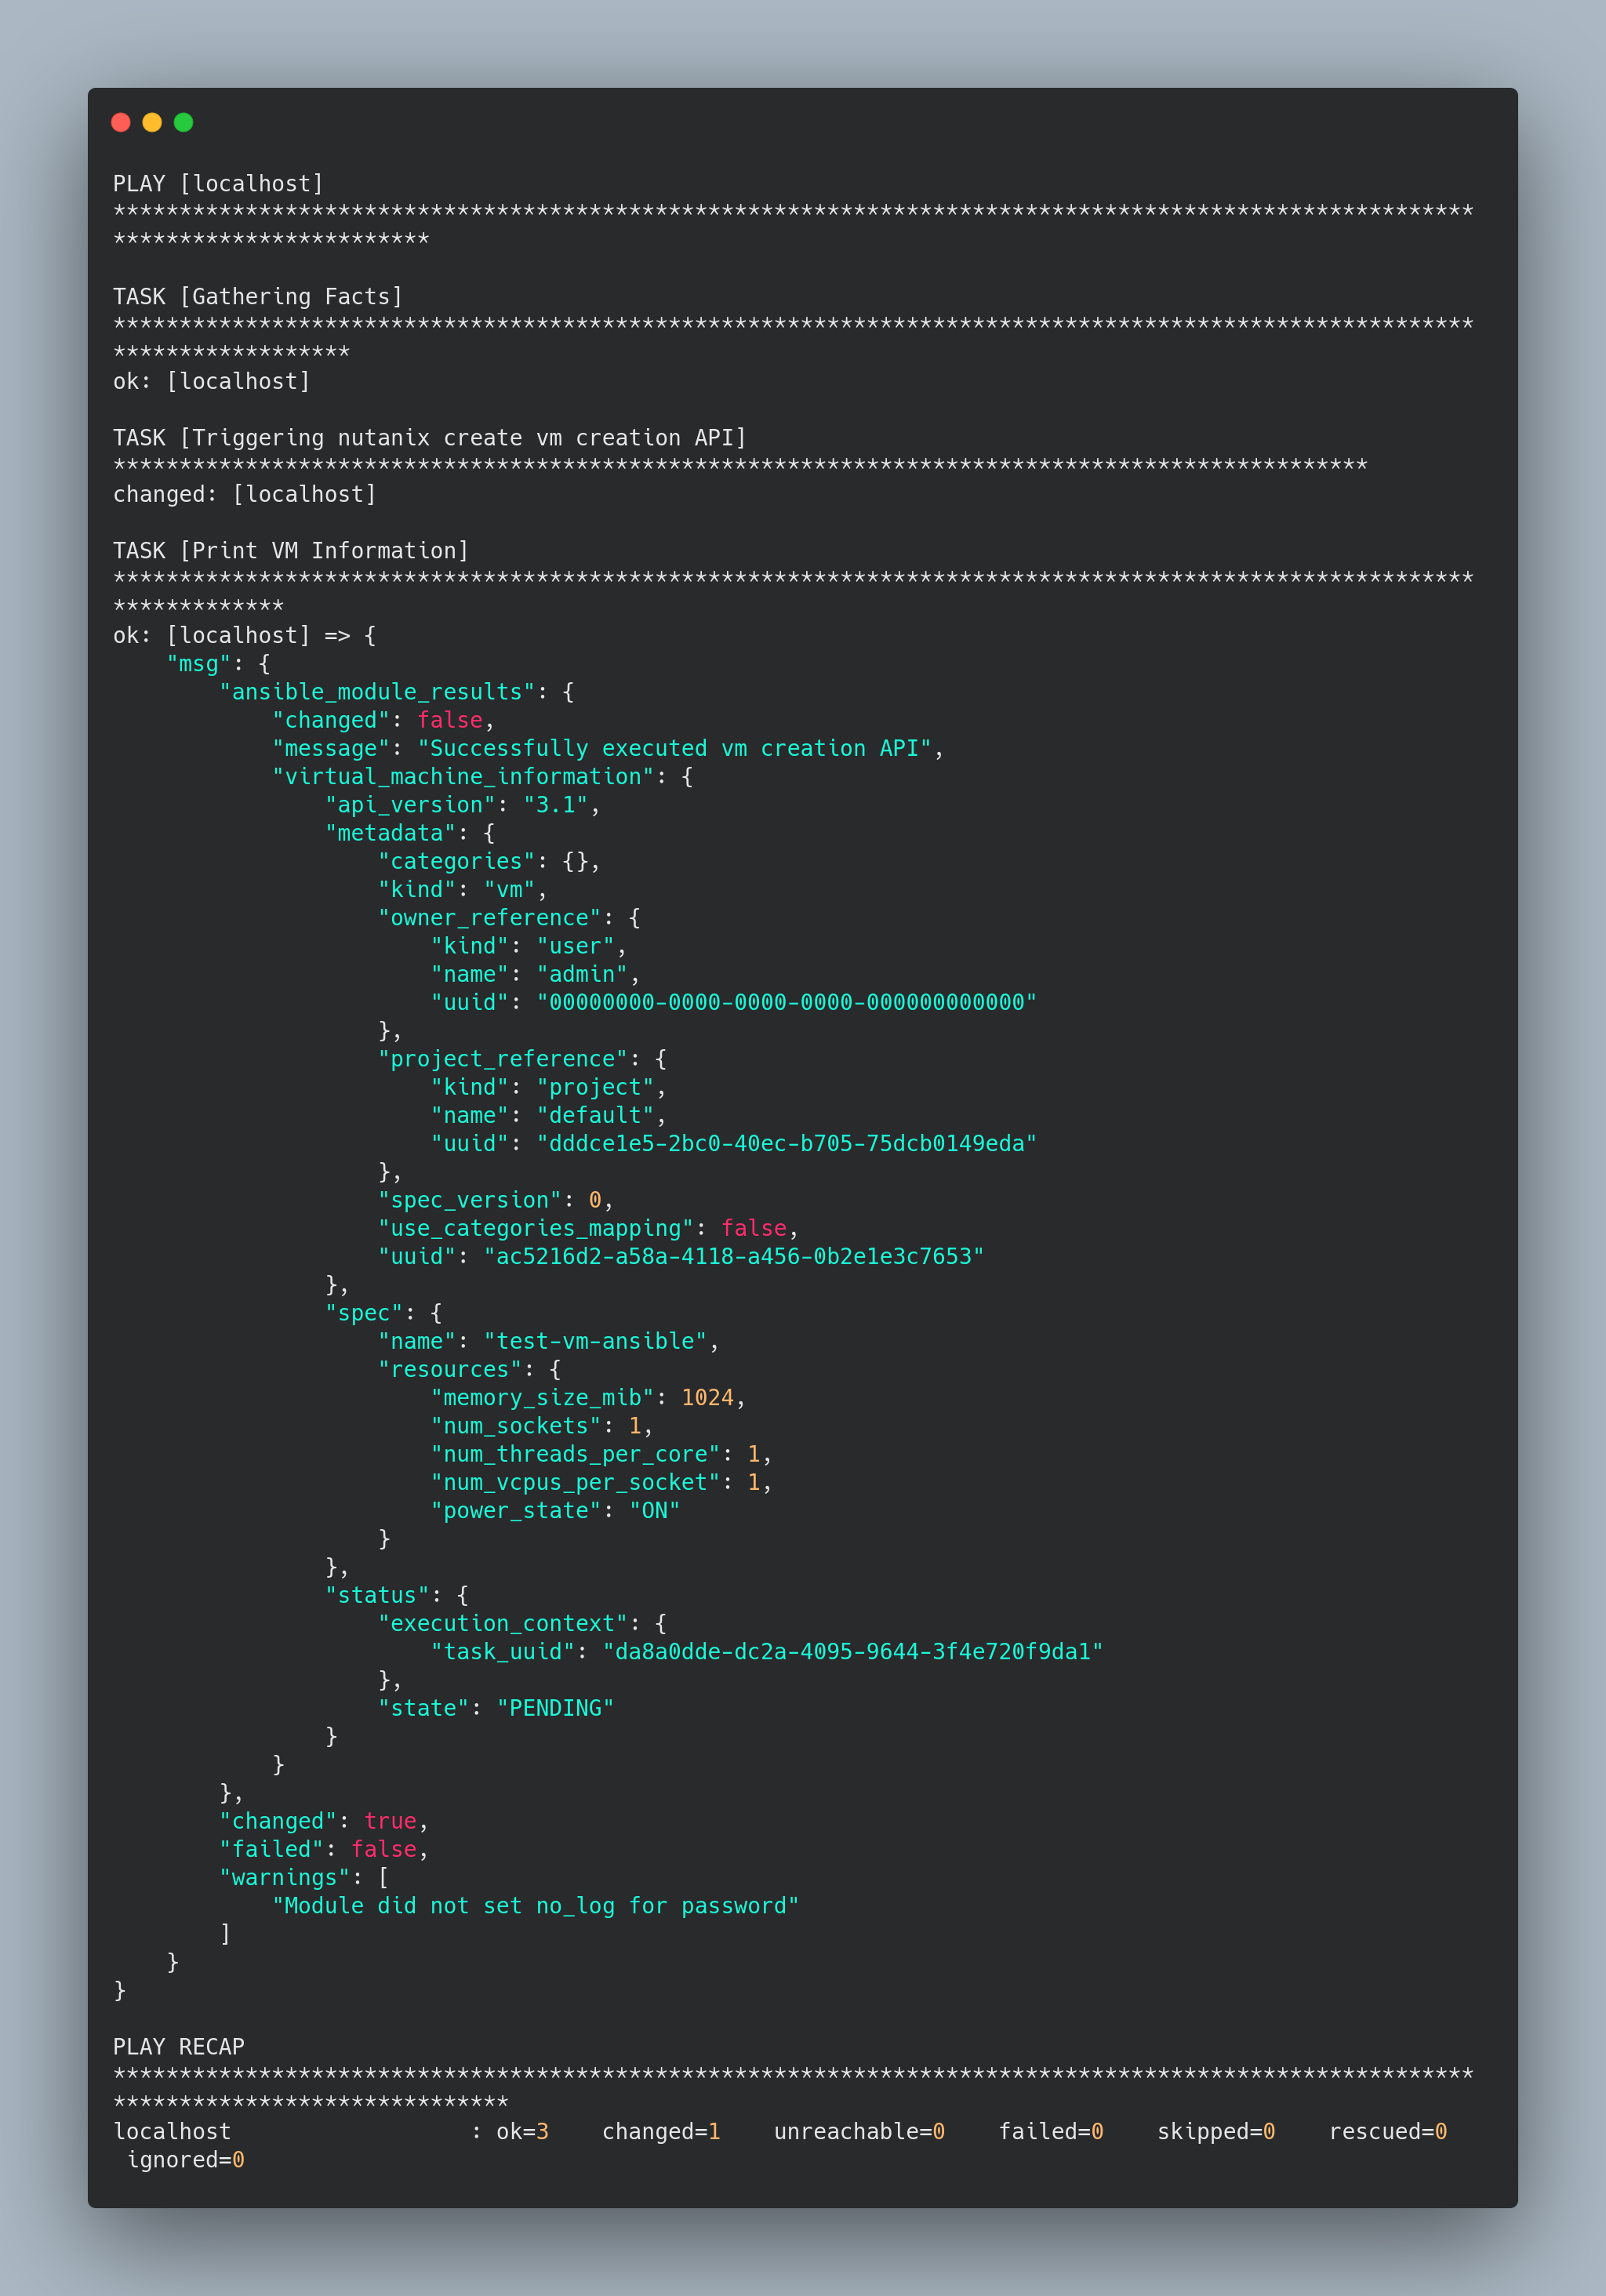 PLAY [localhost]
*******************************************************************************************************
************************
TASK [Gathering Facts]
*******************************************************************************************************
******************
ok: [localhost]
TASK [Triggering nutanix create vm creation API]
***********************************************************************************************
changed: [localhost]
TASK [Print VM Information]
*******************************************************************************************************
*************
ok: [localhost] => {
    "msg": {
        "ansible_module_results": {
            "changed": false,
            "message": "Successfully executed vm creation API",
            "virtual_machine_information": {
                "api_version": "3.1",
                "metadata": {
                    "categories": {},
                    "kind": "vm",
                    "owner_reference": {
                        "kind": "user",
                        "name": "admin",
                        "uuid": "00000000-0000-0000-0000-000000000000"
                    },
                    "project_reference": {
                        "kind": "project",
                        "name": "default",
                        "uuid": "dddce1e5-2bc0-40ec-b705-75dcb0149eda"
                    },
                    "spec_version": 0,
                    "use_categories_mapping": false,
                    "uuid": "ac5216d2-a58a-4118-a456-0b2e1e3c7653"
                },
                "spec": {
                    "name": "test-vm-ansible",
                    "resources": {
                        "memory_size_mib": 1024,
                        "num_sockets": 1,
                        "num_threads_per_core": 1,
                        "num_vcpus_per_socket": 1,
                        "power_state": "ON"
                    }
                },
                "status": {
                    "execution_context": {
                        "task_uuid": "da8a0dde-dc2a-4095-9644-3f4e720f9da1"
                    },
                    "state": "PENDING"
                }
            }
        },
        "changed": true,
        "failed": false,
        "warnings": [
            "Module did not set no_log for password"
        ]
    }
}
PLAY RECAP
*******************************************************************************************************
******************************
localhost                  : ok=3    changed=1    unreachable=0    failed=0    skipped=0    rescued=0
 ignored=0